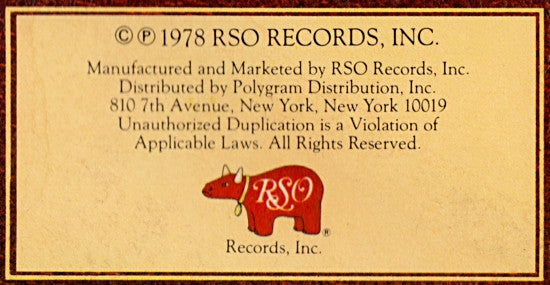 © ℗ 1978 RSO RECORDS, INC.
Manufactured and Marketed by RSO Records, Inc.
Distributed by Polygram Distribution, Inc.
810 7th Avenue, New York, New York 10019
Unauthorized Duplication is a Violation of
Applicable Laws. All Rights Reserved.
RSO
®
Records, Inc.